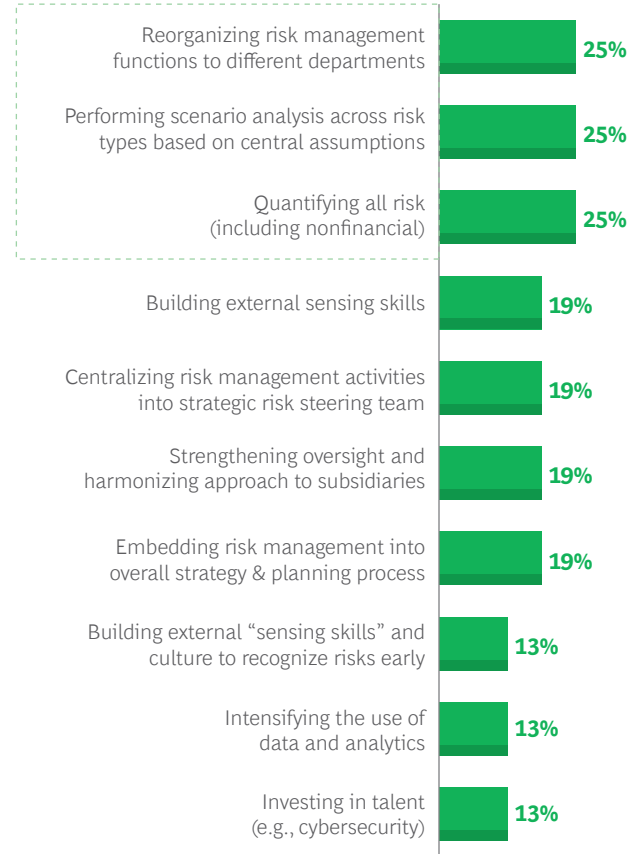 Reorganizing risk management
functions to different departments
25%
Performing scenario analysis across risk
types based on central assumptions
25%
Quantifying all risk
(including nonfinancial)
25%
Building external sensing skills
19%
Centralizing risk management activities
into strategic risk steering team
19%
Strengthening oversight and
harmonizing approach to subsidiaries
19%
Embedding risk management into
overall strategy & planning process
19%
Building external “sensing skills” and
culture to recognize risks early
13%
Intensifying the use of
data and analytics
13%
Investing in talent
(e.g., cybersecurity)
13%